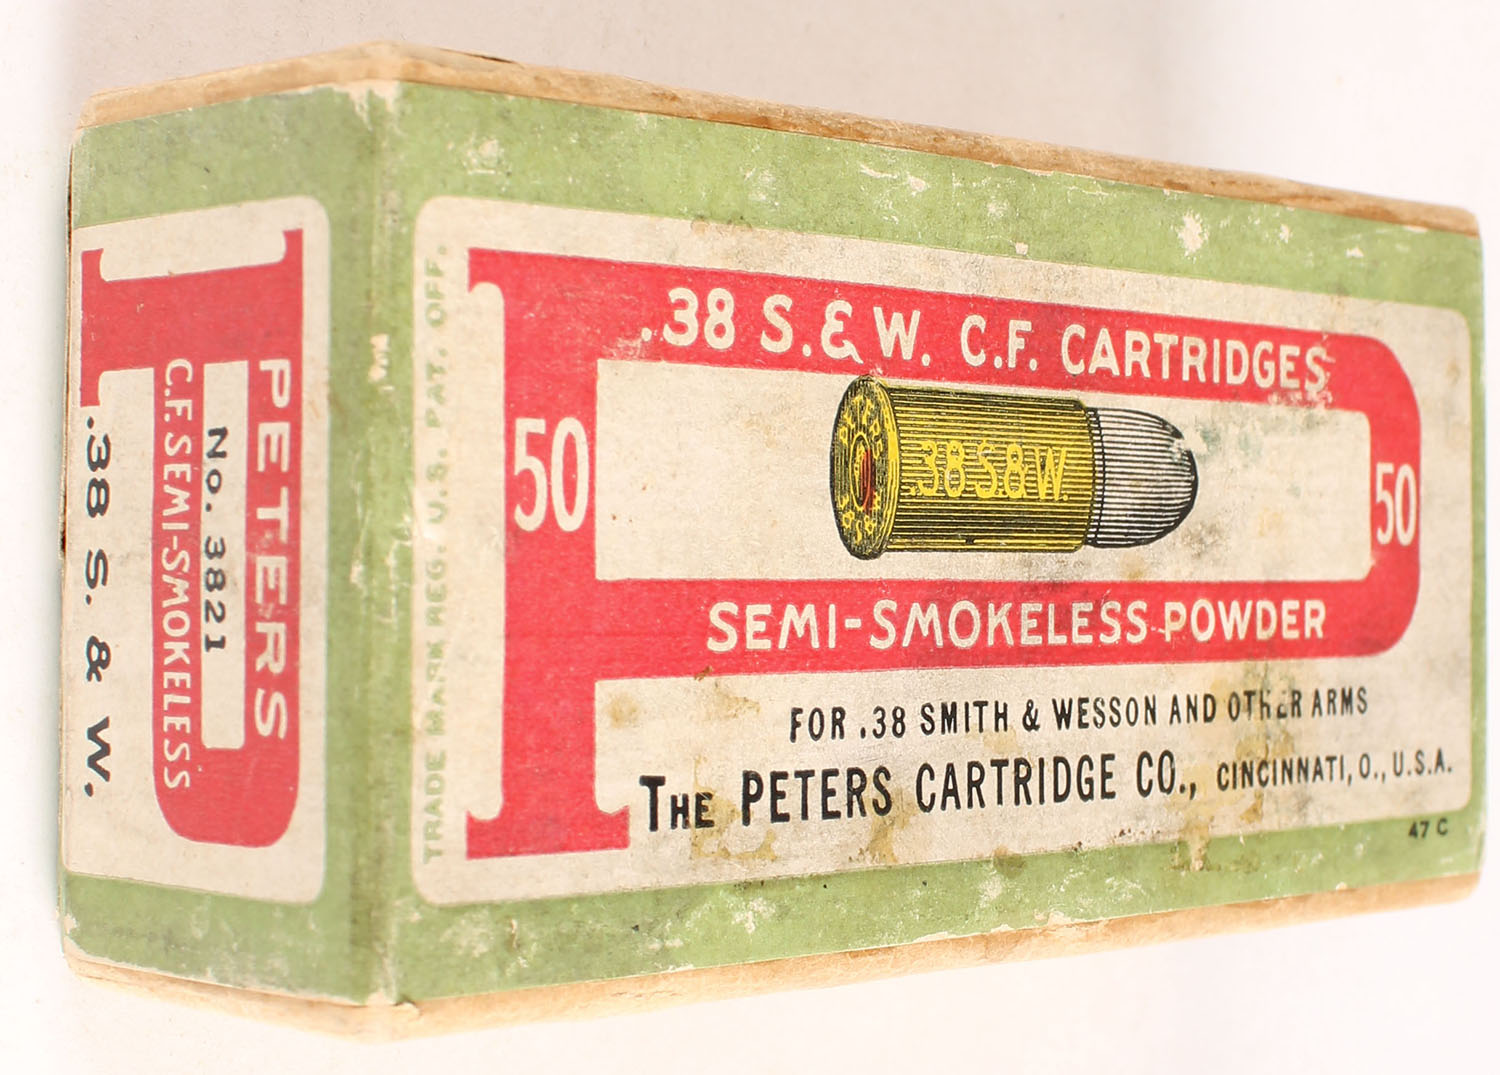 PETERS
No. 3821
C.F. SEMI-SMOKELESS
.38 S. & W.
TRADE MARK REG. U.S. PAT. OFF.
.38 S. & W. C.F. CARTRIDGES
50
.38 S. & W.
50
SEMI-SMOKELESS POWDER
FOR .38 SMITH & WESSON AND OTHER ARMS
THE PETERS CARTRIDGE CO., CINCINNATI, O., U.S.A.
47 C